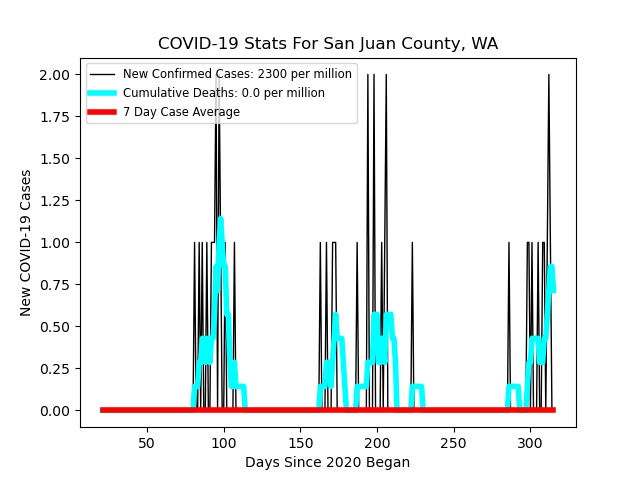 COVID-19 Stats For San Juan County, WA
New Confirmed Cases: 2300 per million
Cumulative Deaths: 0.0 per million
7 Day Case Average
2.00
1.75
1.50
1.25
1.00
0.75
0.50
0.25
0.00
New COVID-19 Cases
50 100 150 200 250 300
Days Since 2020 Began